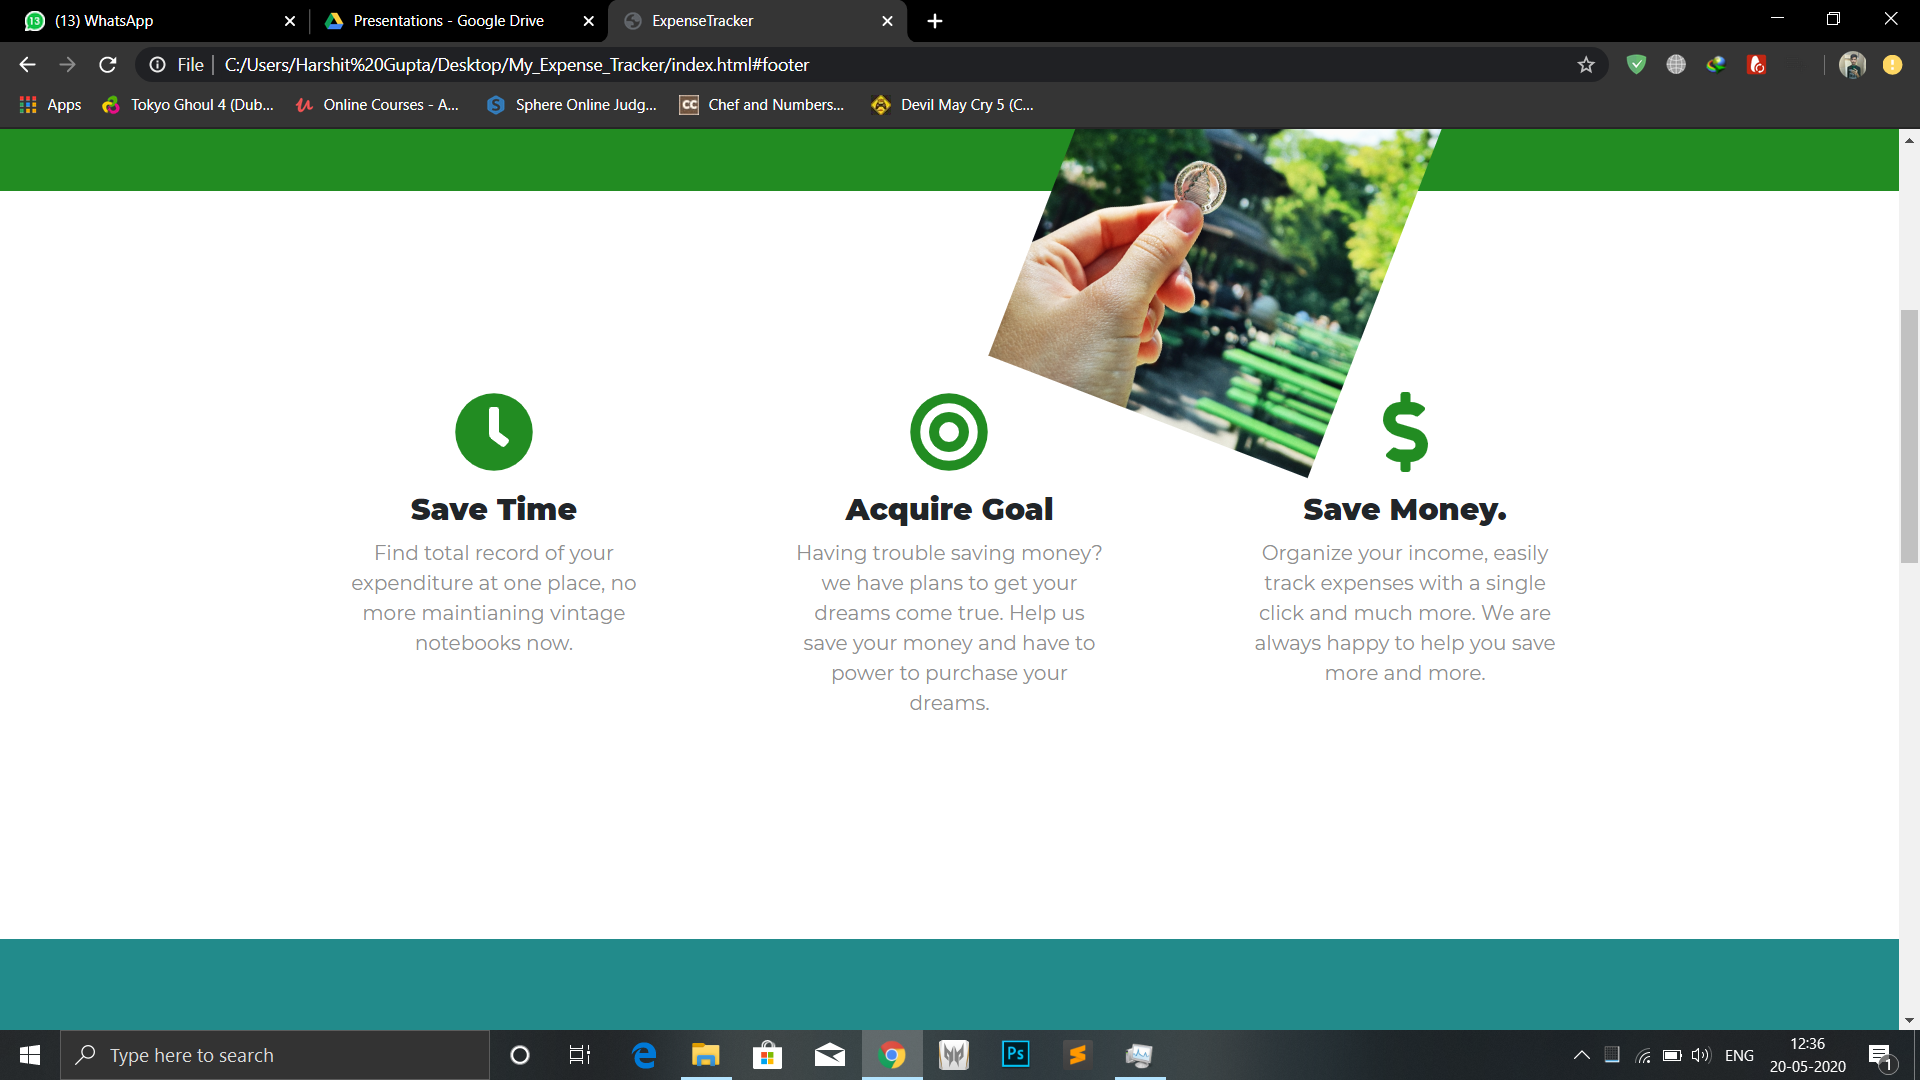 13
(13) WhatsApp
Presentations - Google Drive
ExpenseTracker
File
C:/Users/Harshit%20Gupta/Desktop/My_Expense_Tracker/index.html#footer
Apps
Tokyo Ghoul 4 (Dub...
Online Courses - A...
S
Sphere Online Judg...
CC
Chef and Numbers...
Devil May Cry 5 (C...
Save Time
Find total record of your
expenditure at one place, no
more maintianing vintage
notebooks now.
Acquire Goal
Having trouble saving money?
we have plans to get your
dreams come true. Help us
save your money and have to
power to purchase your
dreams.
Save Money.
Organize your income, easily
track expenses with a single
click and much more. We are
always happy to help you save
more and more.
Type here to search
Ps
ENG
12:36
20-05-2020
1